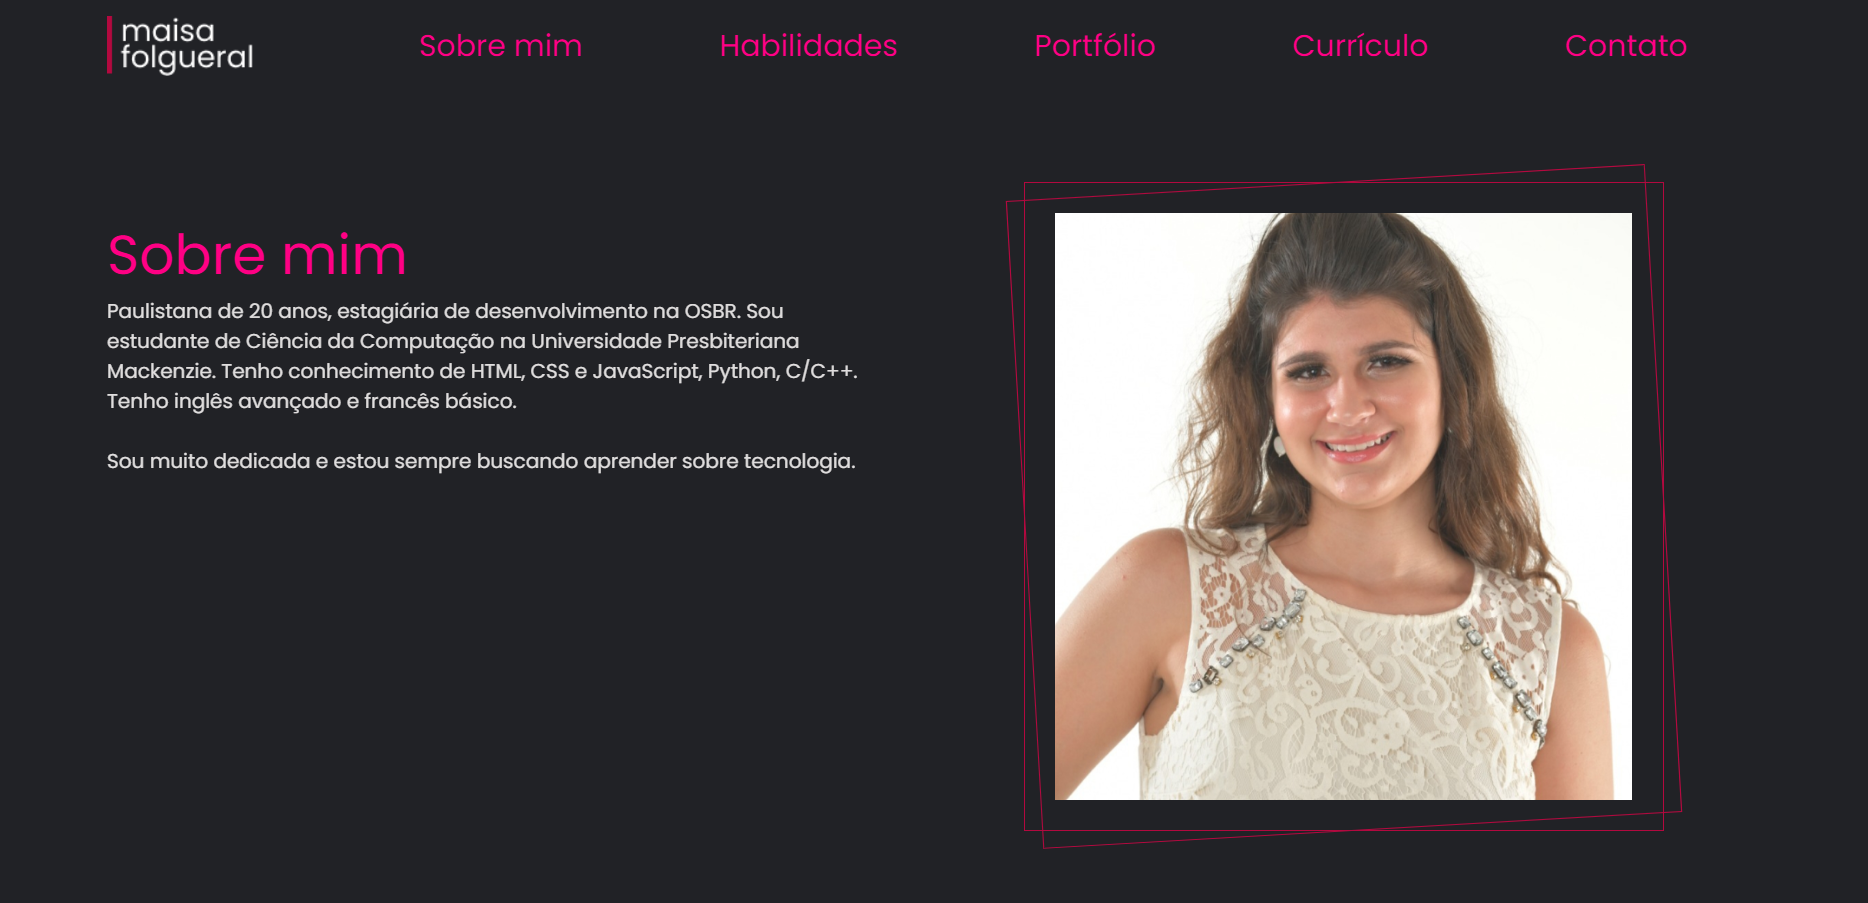 maisa
folgueral
Sobre mim
Habilidades
Portfólio
Currículo
Contato
Sobre mim
Paulistana de 20 anos, estagiária de desenvolvimento na OSBR. Sou
estudante de Ciência da Computação na Universidade Presbiteriana
Mackenzie. Tenho conhecimento de HTML, CSS e JavaScript, Python, C/C++.
Tenho inglês avançado e francês básico.
Sou muito dedicada e estou sempre buscando aprender sobre tecnologia.